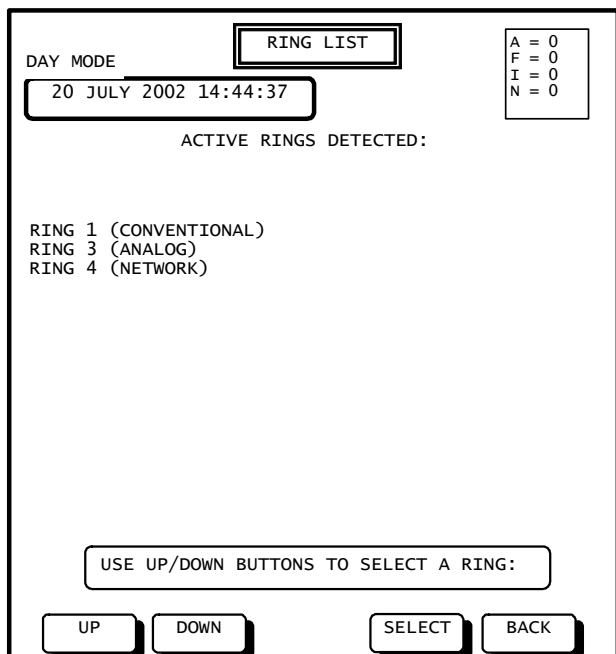 RING LIST
DAY MODE
20 JULY 2002 14:44:37
A = 0
F = 0
I = 0
N = 0
ACTIVE RINGS DETECTED:
RING 1 (CONVENTIONAL)
RING 3 (ANALOG)
RING 4 (NETWORK)
USE UP/DOWN BUTTONS TO SELECT A RING:
UP
DOWN
SELECT
BACK